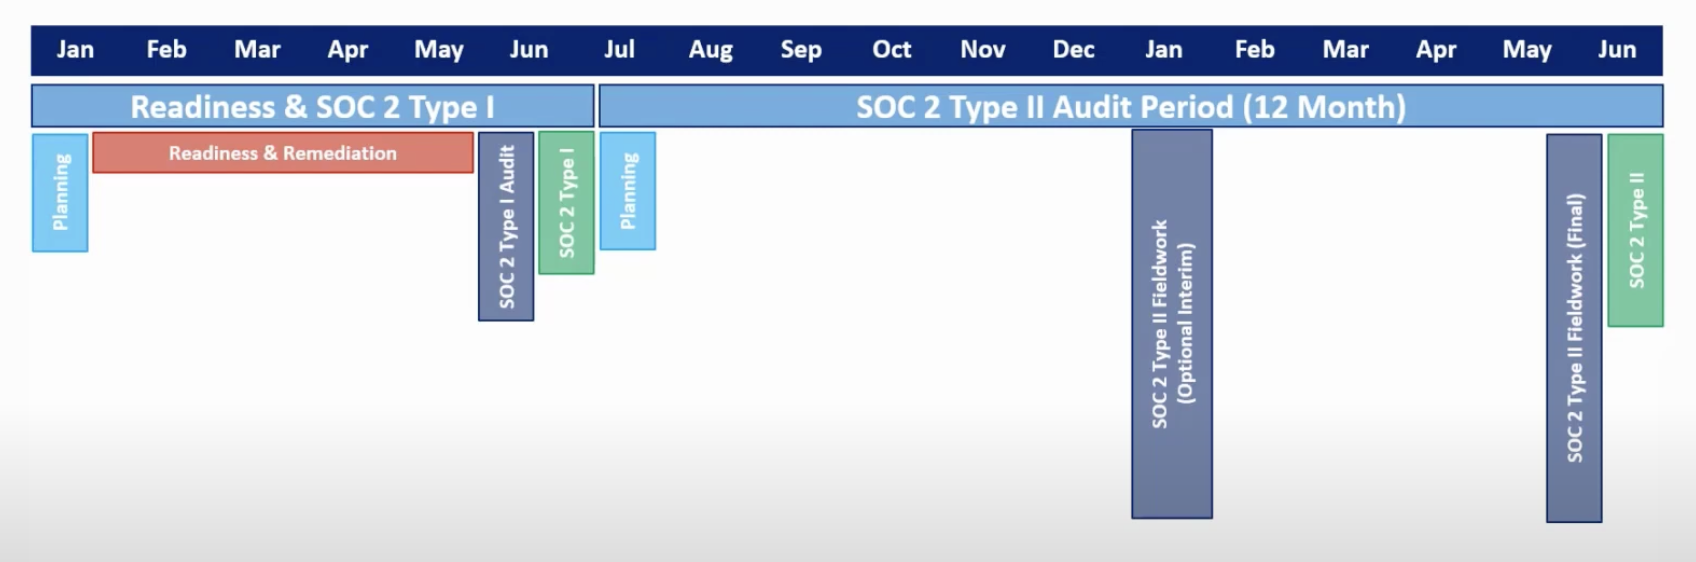 Jan Feb Mar Apr May Jun Jul Aug Sep Oct Nov Dec Jan Feb Mar Apr May Jun
Readiness & SOC 2 Type I
SOC 2 Type II Audit Period (12 Month)
Planning
Readiness & Remediation
SOC 2 Type I Audit
SOC 2 Type I
Planning
SOC 2 Type II Fieldwork
(Optional Interim)
SOC 2 Type II Fieldwork (Final)
SOC 2 Type II